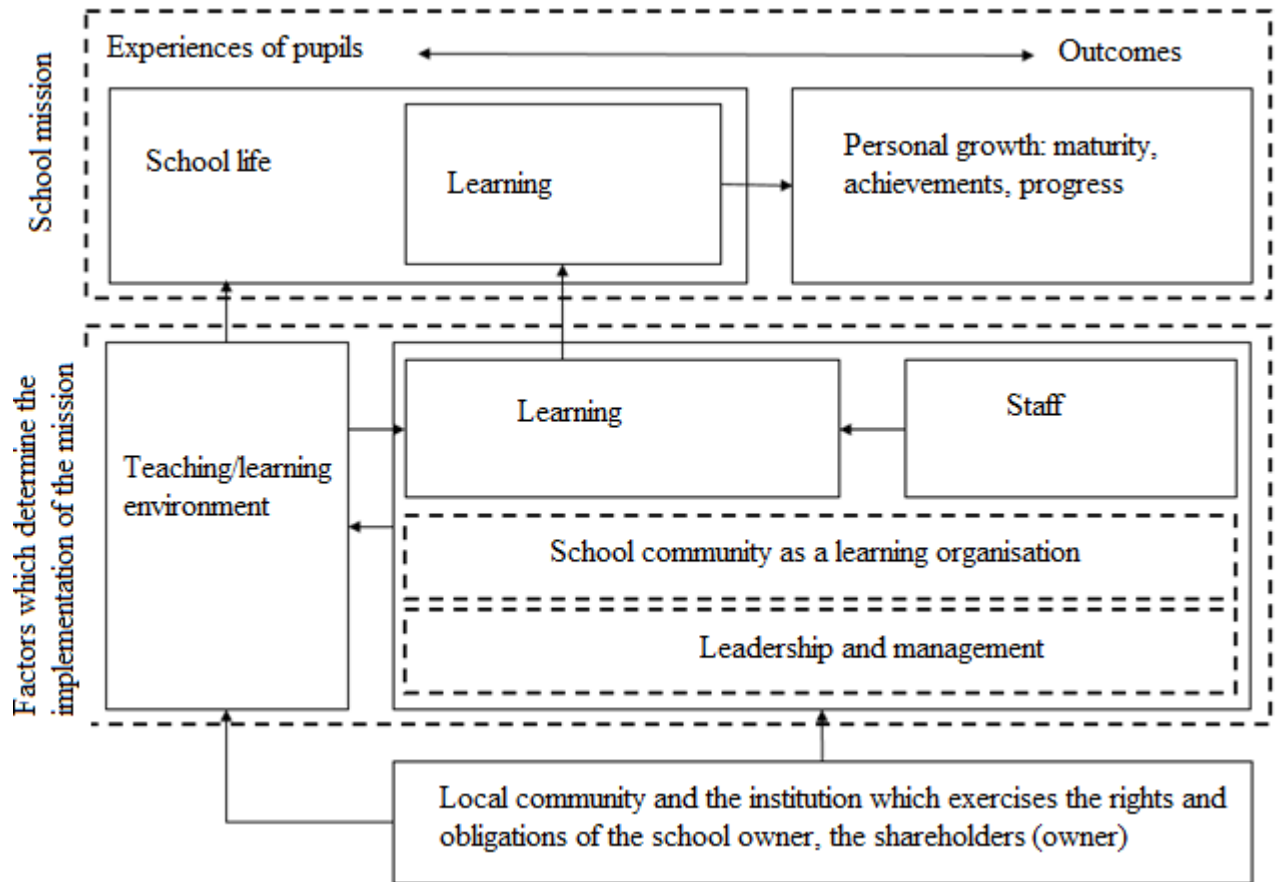 Experiences of pupils
Outcomes
School mission
School life
Learning
Personal growth: maturity,
achievements, progress
Factors which determine the
implementation of the mission
Teaching/learning
environment
Learning
Staff
School community as a learning organisation
Leadership and management
Local community and the institution which exercises the rights and
obligations of the school owner, the shareholders (owner)